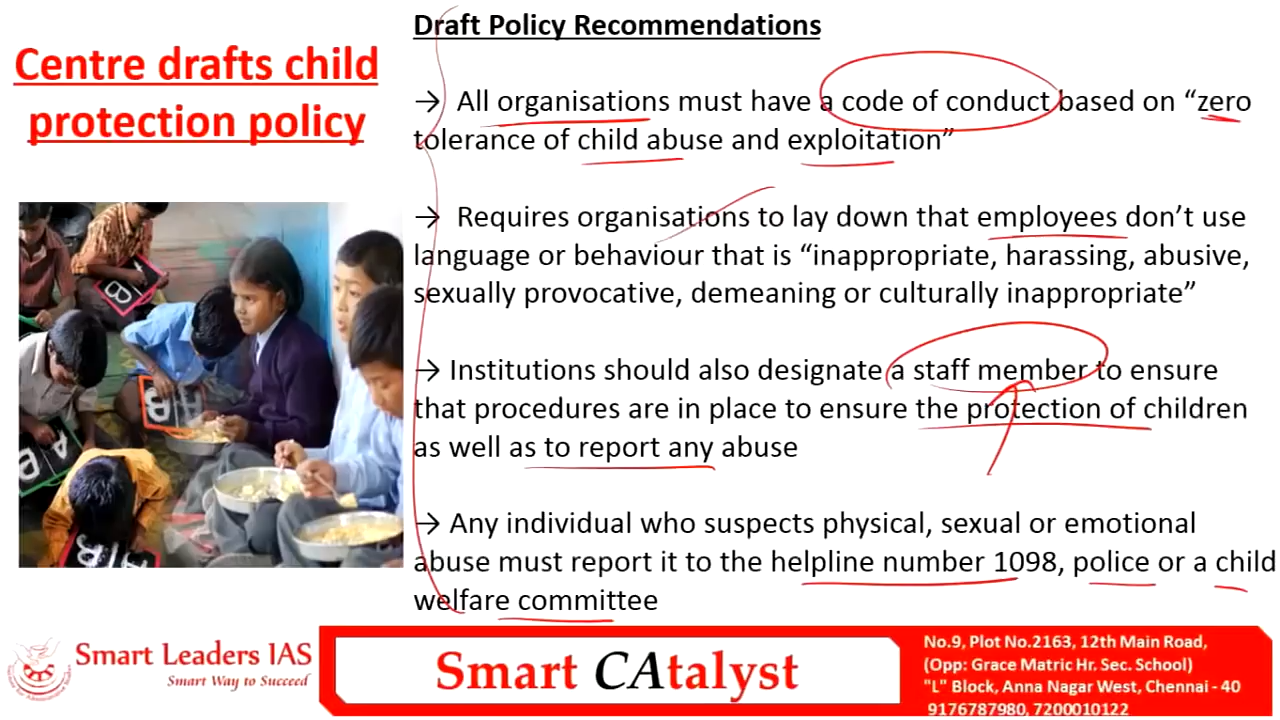 Centre drafts child
protection policy
Draft Policy Recommendations
→ All organisations must have a code of conduct based on “zero
tolerance of child abuse and exploitation”
→ Requires organisations to lay down that employees don’t use
language or behaviour that is “inappropriate, harassing, abusive,
sexually provocative, demeaning or culturally inappropriate”
→ Institutions should also designate a staff member to ensure
that procedures are in place to ensure the protection of children
as well as to report any abuse
→ Any individual who suspects physical, sexual or emotional
abuse must report it to the helpline number 1098, police or a child
welfare committee
Smart Leaders IAS
Smart Way to Succeed
Smart CAtalyst
No.9, Plot No.2163, 12th Main Road,
(Opp: Grace Matric Hr. Sec. School)
"L" Block, Anna Nagar West, Chennai - 40
9176787980, 7200010122